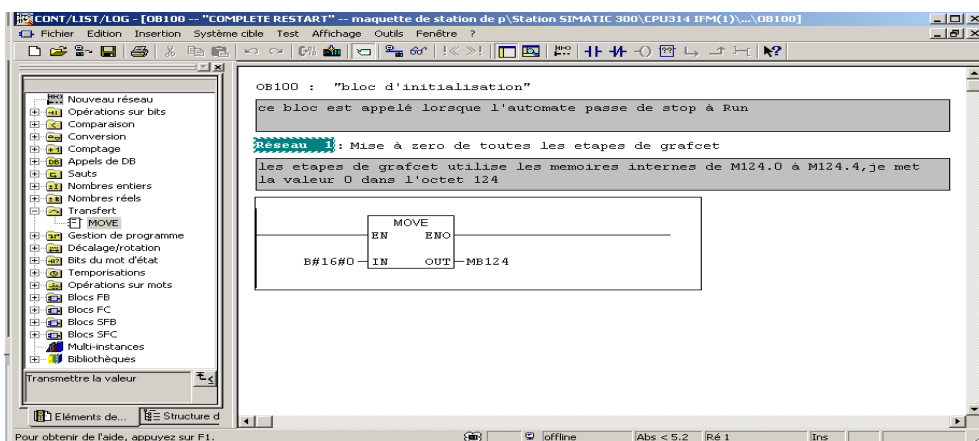 CONT/LIST/LOG - [OB100 -- "COMPLETE RESTART" -- maquette de station de p\Station SIMATIC 300\CPU314 IFM(1)\...\OB100]
Fichier Edition Insertion Système cible Test Affichage Outils Fenêtre ?
Nouveau réseau
Opérations sur bits
Comparaison
Conversion
Comptage
Appels de DB
Sauts
Nombres entiers
Nombres réels
Transfert
MOVE
Gestion de programme
Décalage/rotation
Bits du mot d'état
Temporisations
Opérations sur mots
Blocs FB
Blocs FC
Blocs SFB
Blocs SFC
Multi-instances
Bibliothèques
Transmettre la valeur
Eléments de... Structure d
OB100 : "bloc d'initialisation"
ce bloc est appelé lorsque l'automate passe de stop à Run
Réseau 1 : Mise à zero de toutes les etapes de grafcet
les etapes de grafcet utilise les memoires internes de M124.0 à M124.4,je met
la valeur 0 dans l'octet 124
MOVE
EN ENO
B#16#0 IN OUT MB124
Pour obtenir de l'aide, appuyez sur F1. offline Abs < 5.2 Ré 1 Ins